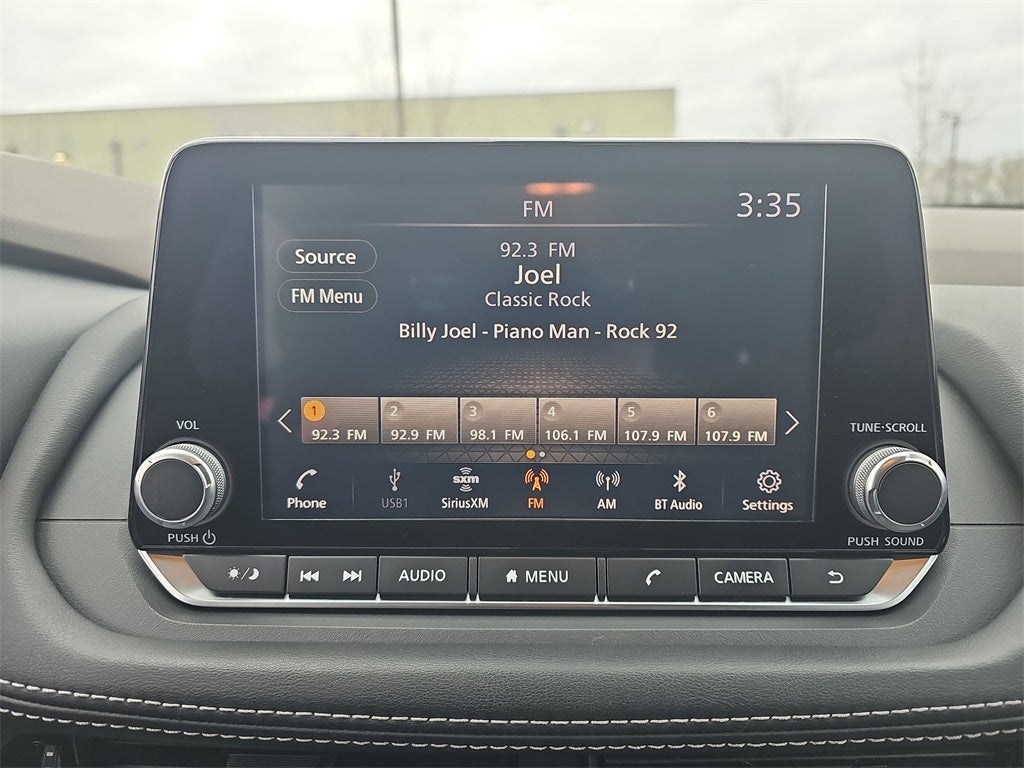 FM 3:35
Source
FM Menu
92.3 FM
Joel
Classic Rock
Billy Joel - Piano Man - Rock 92
1 2 3 4 5 6
92.3 FM 92.9 FM 98.1 FM 106.1 FM 107.9 FM 107.9 FM
sxm
Phone USB1 SiriusXM FM AM BT Audio Settings
VOL
PUSH
TUNE·SCROLL
PUSH SOUND
AUDIO MENU CAMERA